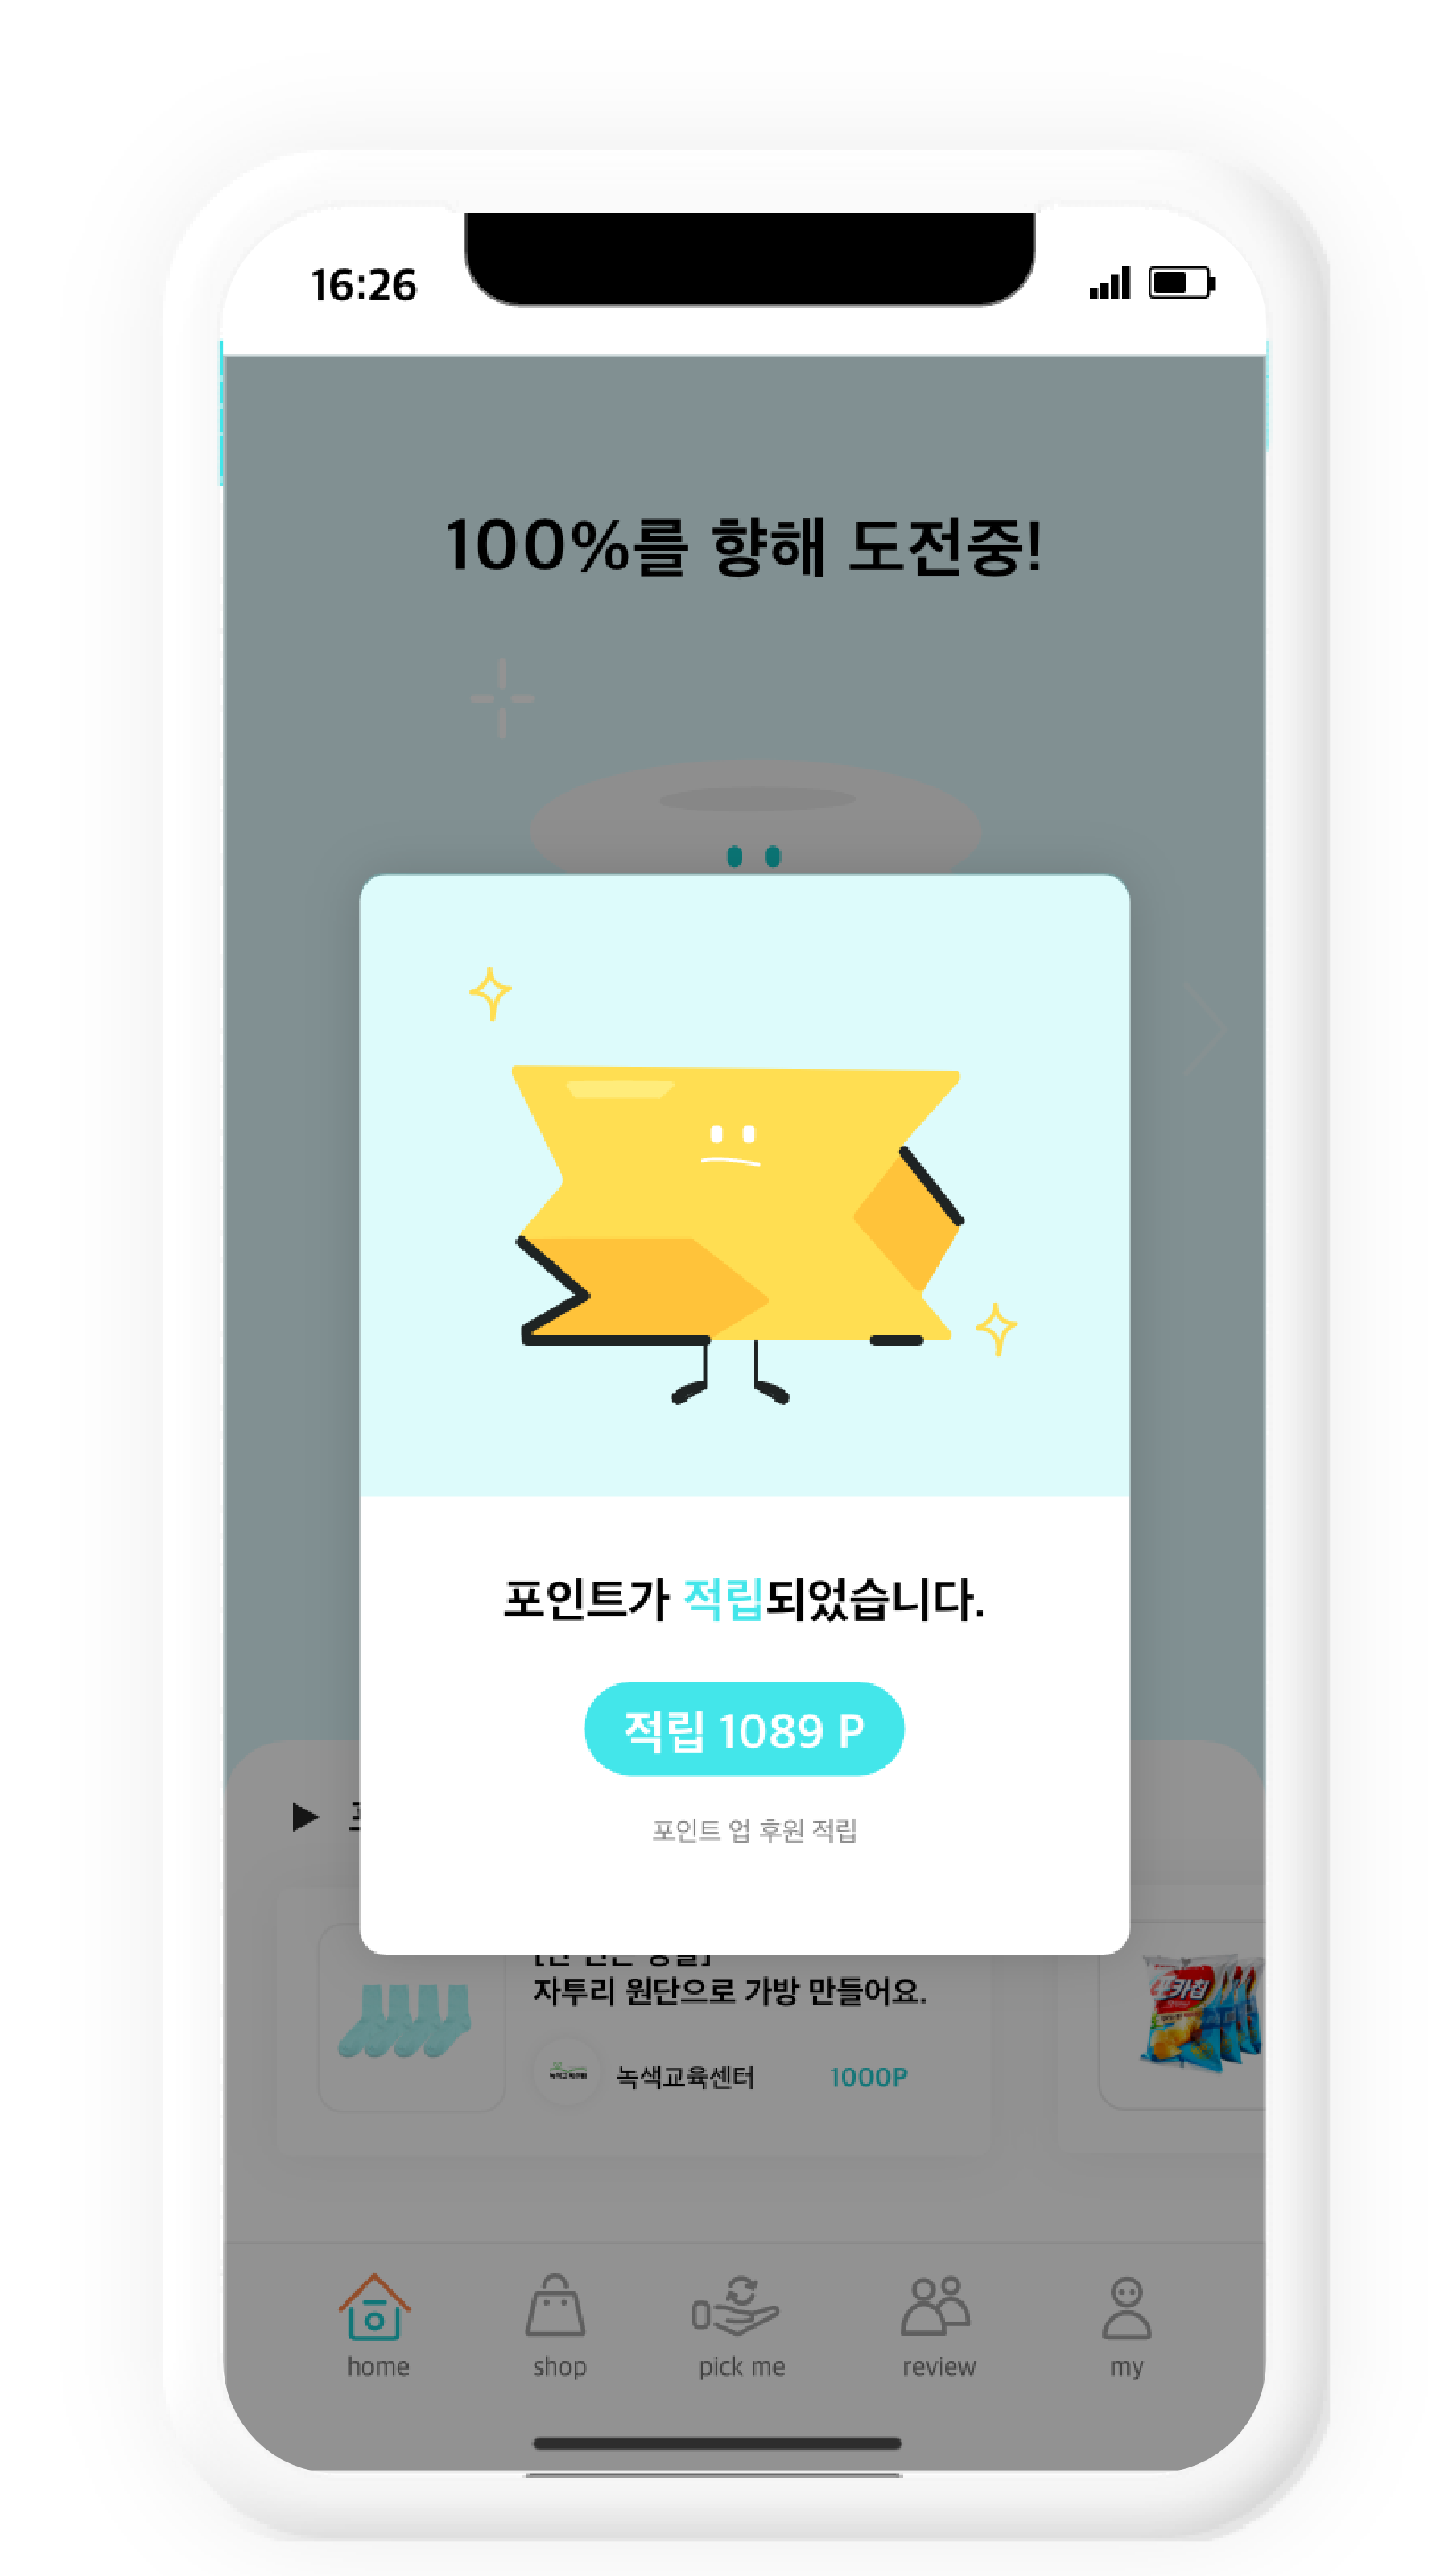 16:26
100%를 향해 도전중!
포인트가 적립되었습니다.
적립 1089 P
포인트 업 후원 적립
자투리 원단으로 가방 만들어요.
녹색교육센터 1000P
포카칩
home shop pick me review my